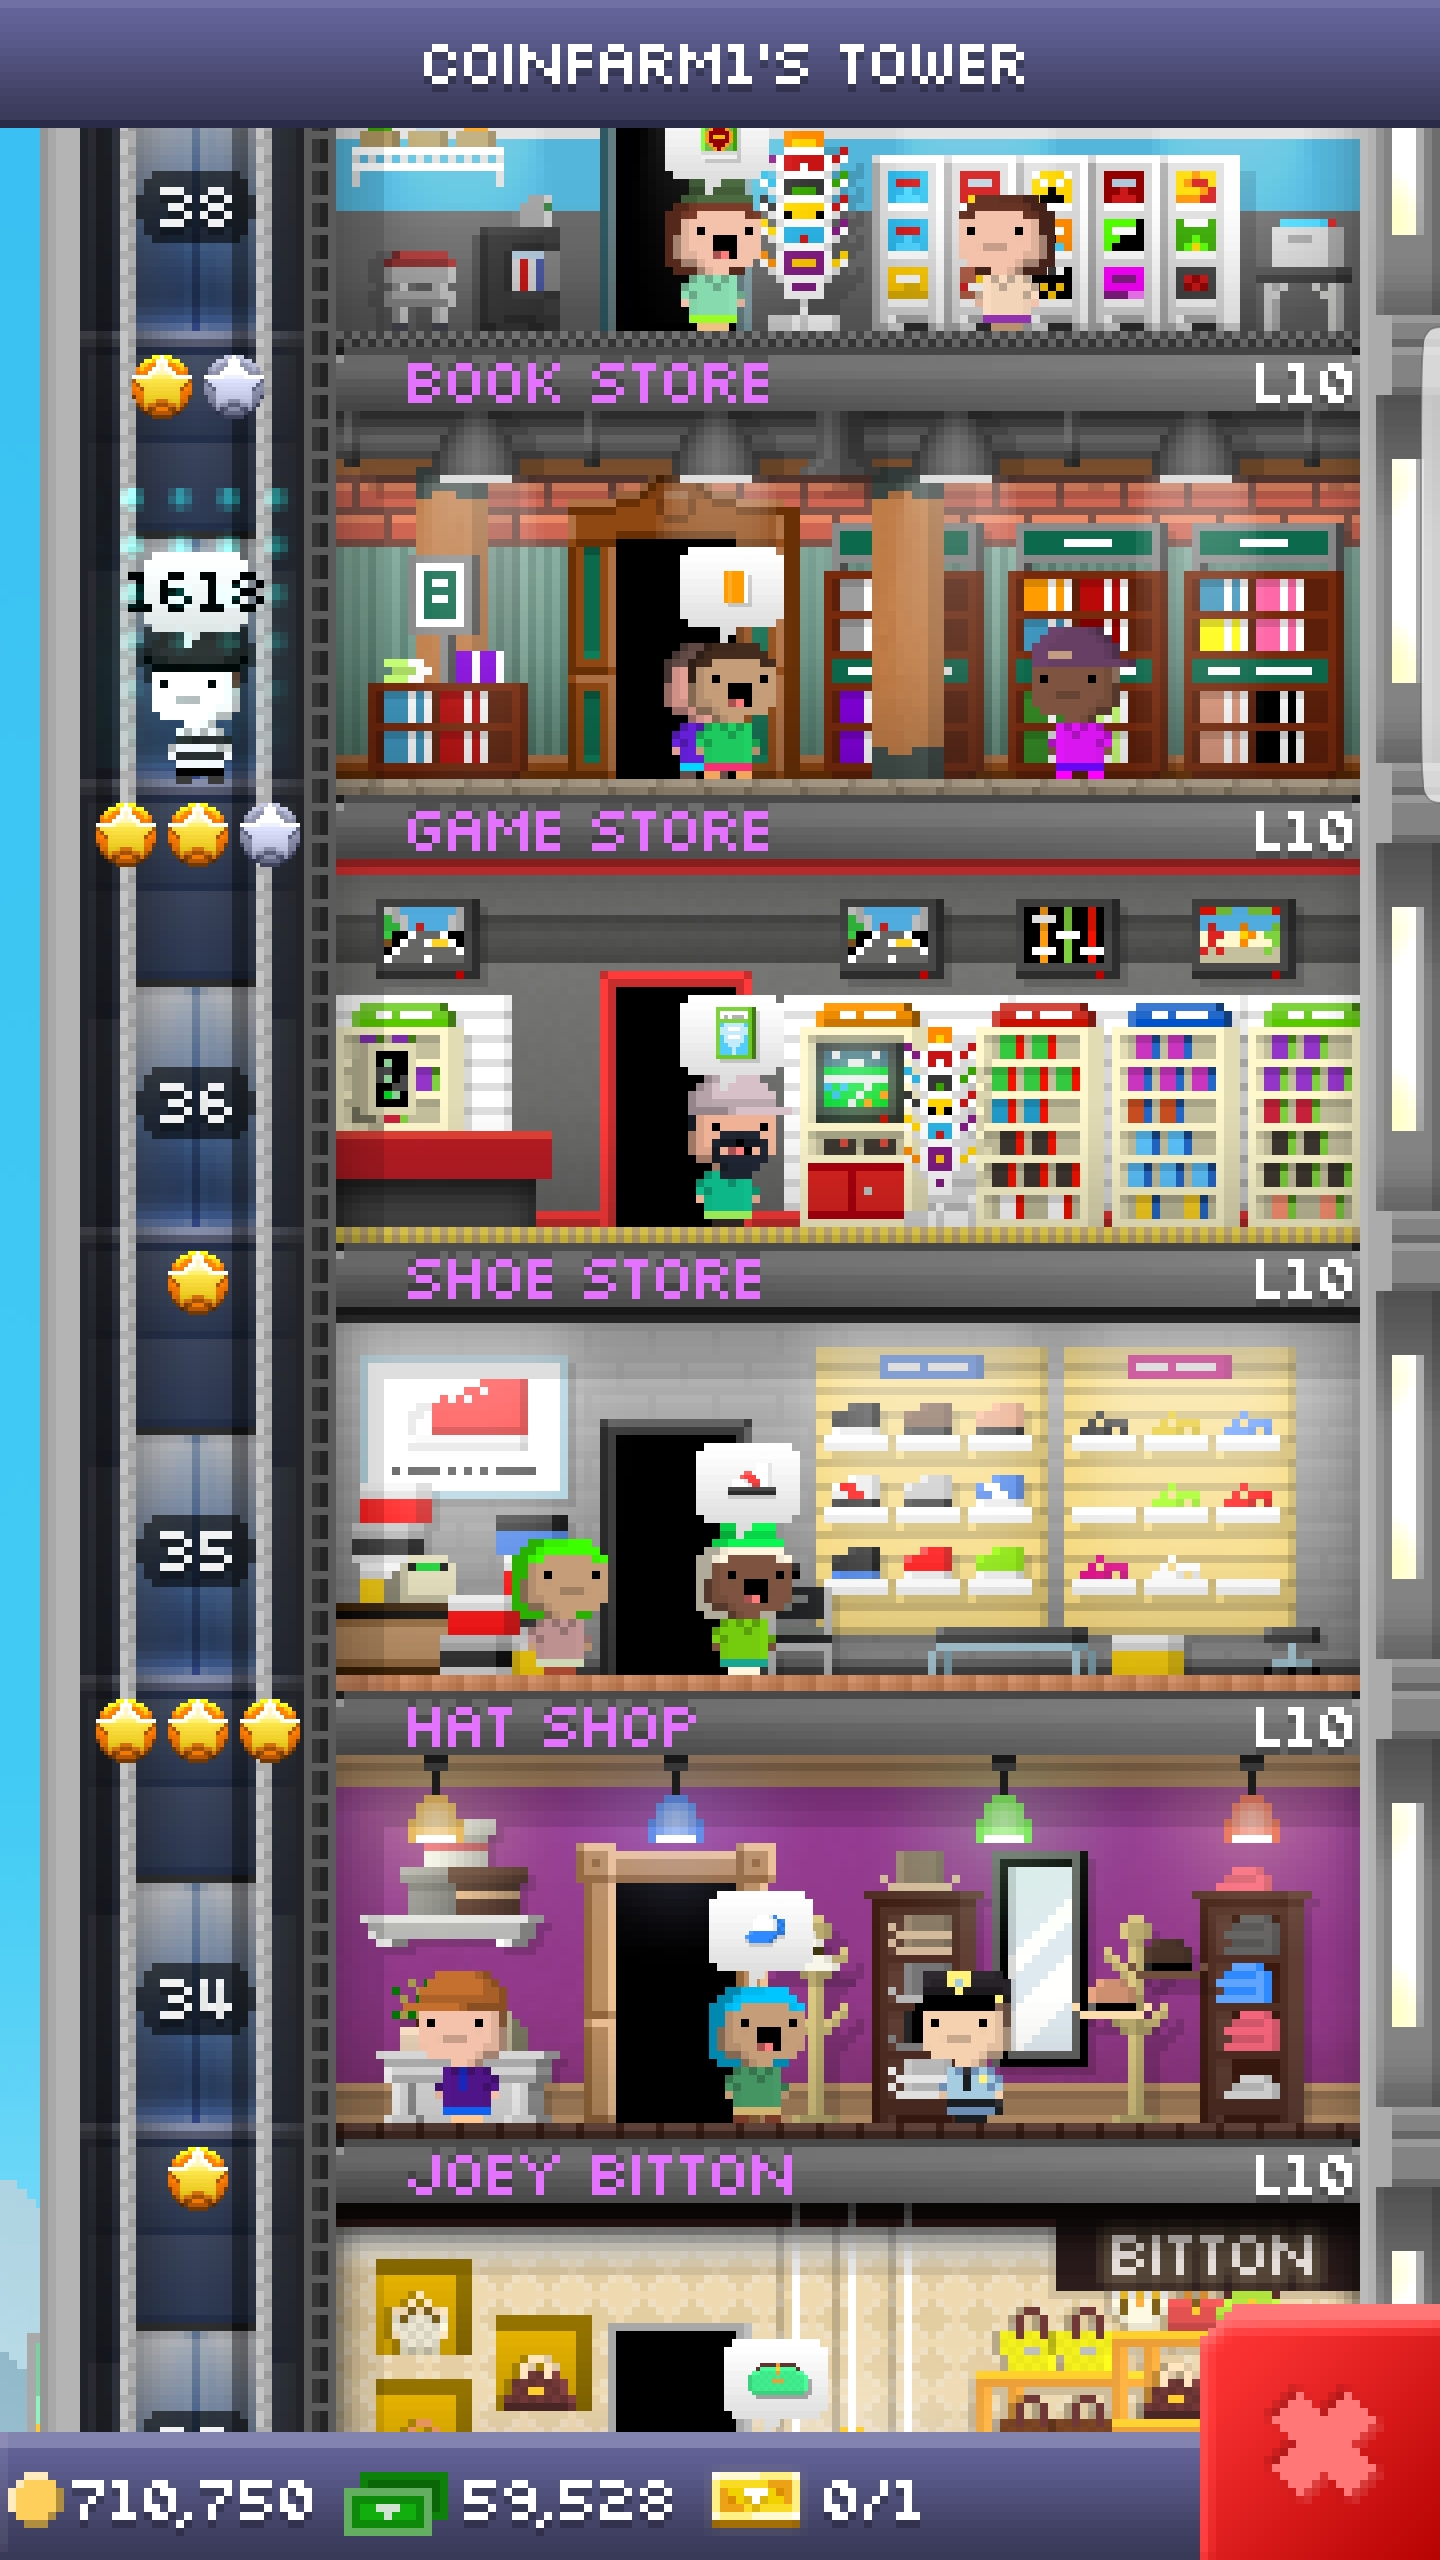 COINFARM1'S TOWER
38
BOOK STORE L10
1618
GAME STORE L10
36
SHOE STORE L10
35
HAT SHOP L10
34
JOEY BITTON L10
BITTON
710,750 59,528 0/1